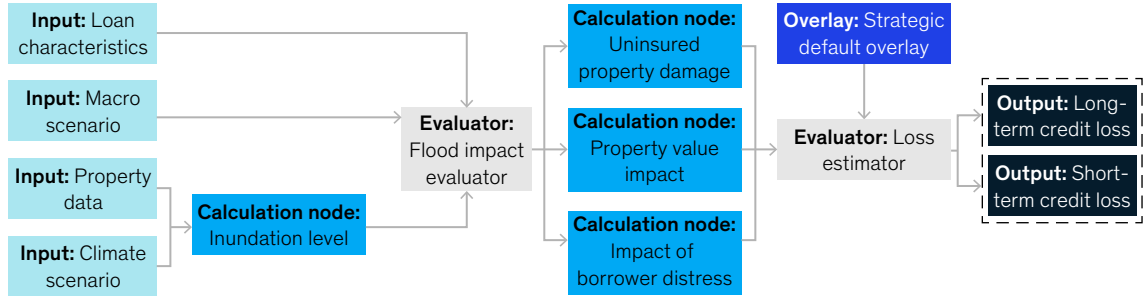 Input: Loan
characteristics
Input: Macro
scenario
Input: Property
data
Input: Climate
scenario
Calculation node:
Inundation level
Evaluator:
Flood impact
evaluator
Calculation node:
Uninsured
property damage
Calculation node:
Property value
impact
Calculation node:
Impact of
borrower distress
Overlay: Strategic
default overlay
Evaluator: Loss
estimator
Output: Long-
term credit loss
Output: Short-
term credit loss